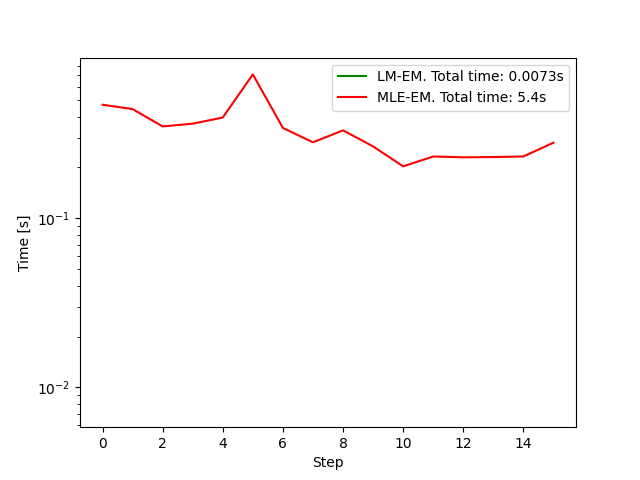 LM-EM. Total time: 0.0073s
MLE-EM. Total time: 5.4s
Time [s]
10⁻¹
10⁻²
0 2 4 6 8 10 12 14
Step